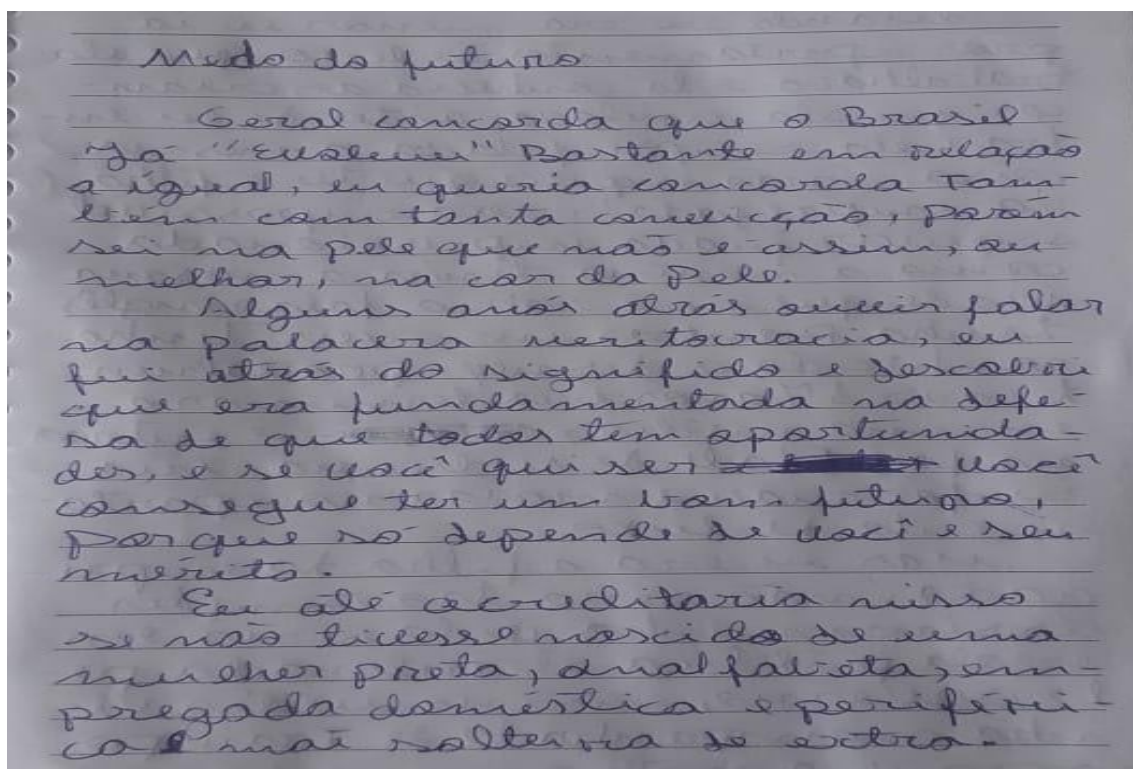 Medo do futuro
Geral concorda que o Brasil
Ja "evoluiu" Bastante em relação
a igual, eu queria concorda Tam-
bém com tanta convicção, porém
sei na pele que não e assim, ou
melhor, na cor da Pele.
Alguns anos atrás ouvir falar
na palavra meritocracia, eu
fui atrás do signifido e descobri
que era fundamentada na defe-
sa de que todos tem oportunida-
des, e se você quiser você
consegue ter um bom futuro,
porque só depende de você e seu
merito.
Eu até acreditaria nisso
se não tivesse nascido de uma
mulher preta, analfabeta, em-
pregada doméstica e periféri-
ca mãe solteira de